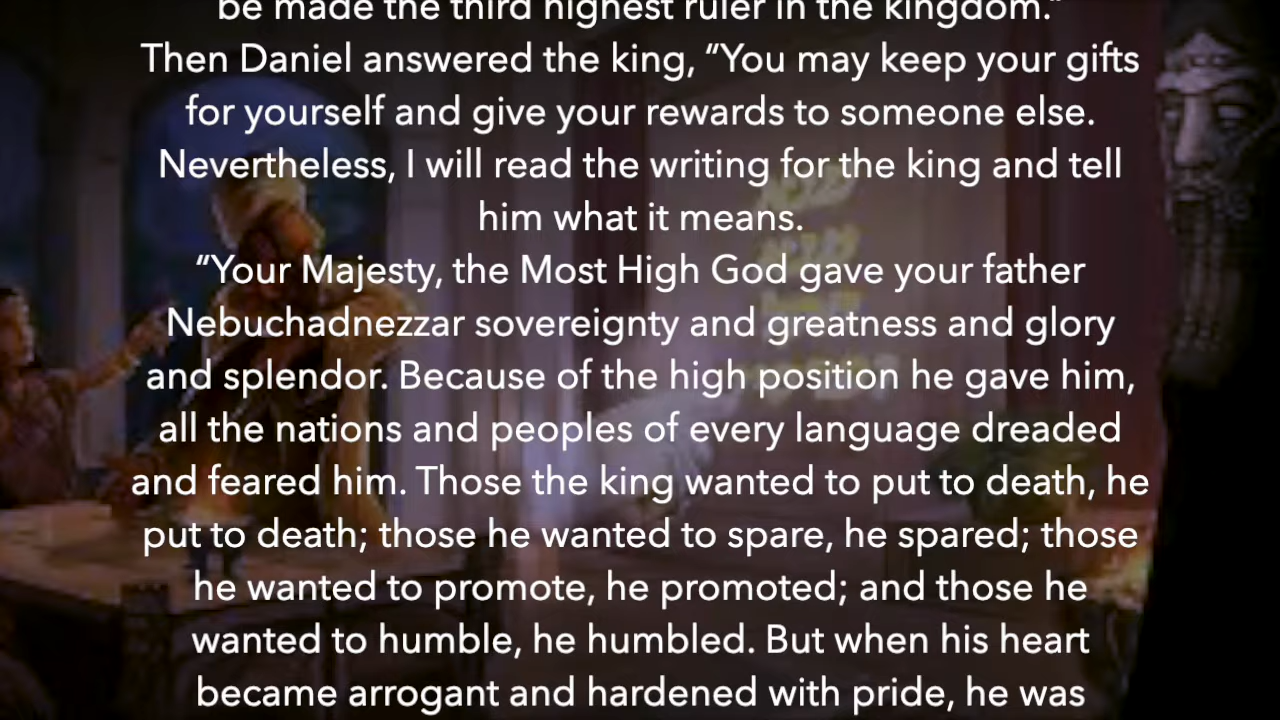 be made the third highest ruler in the kingdom.”
Then Daniel answered the king, “You may keep your gifts
for yourself and give your rewards to someone else.
Nevertheless, I will read the writing for the king and tell
him what it means.
“Your Majesty, the Most High God gave your father
Nebuchadnezzar sovereignty and greatness and glory
and splendor. Because of the high position he gave him,
all the nations and peoples of every language dreaded
and feared him. Those the king wanted to put to death, he
put to death; those he wanted to spare, he spared; those
he wanted to promote, he promoted; and those he
wanted to humble, he humbled. But when his heart
became arrogant and hardened with pride, he was